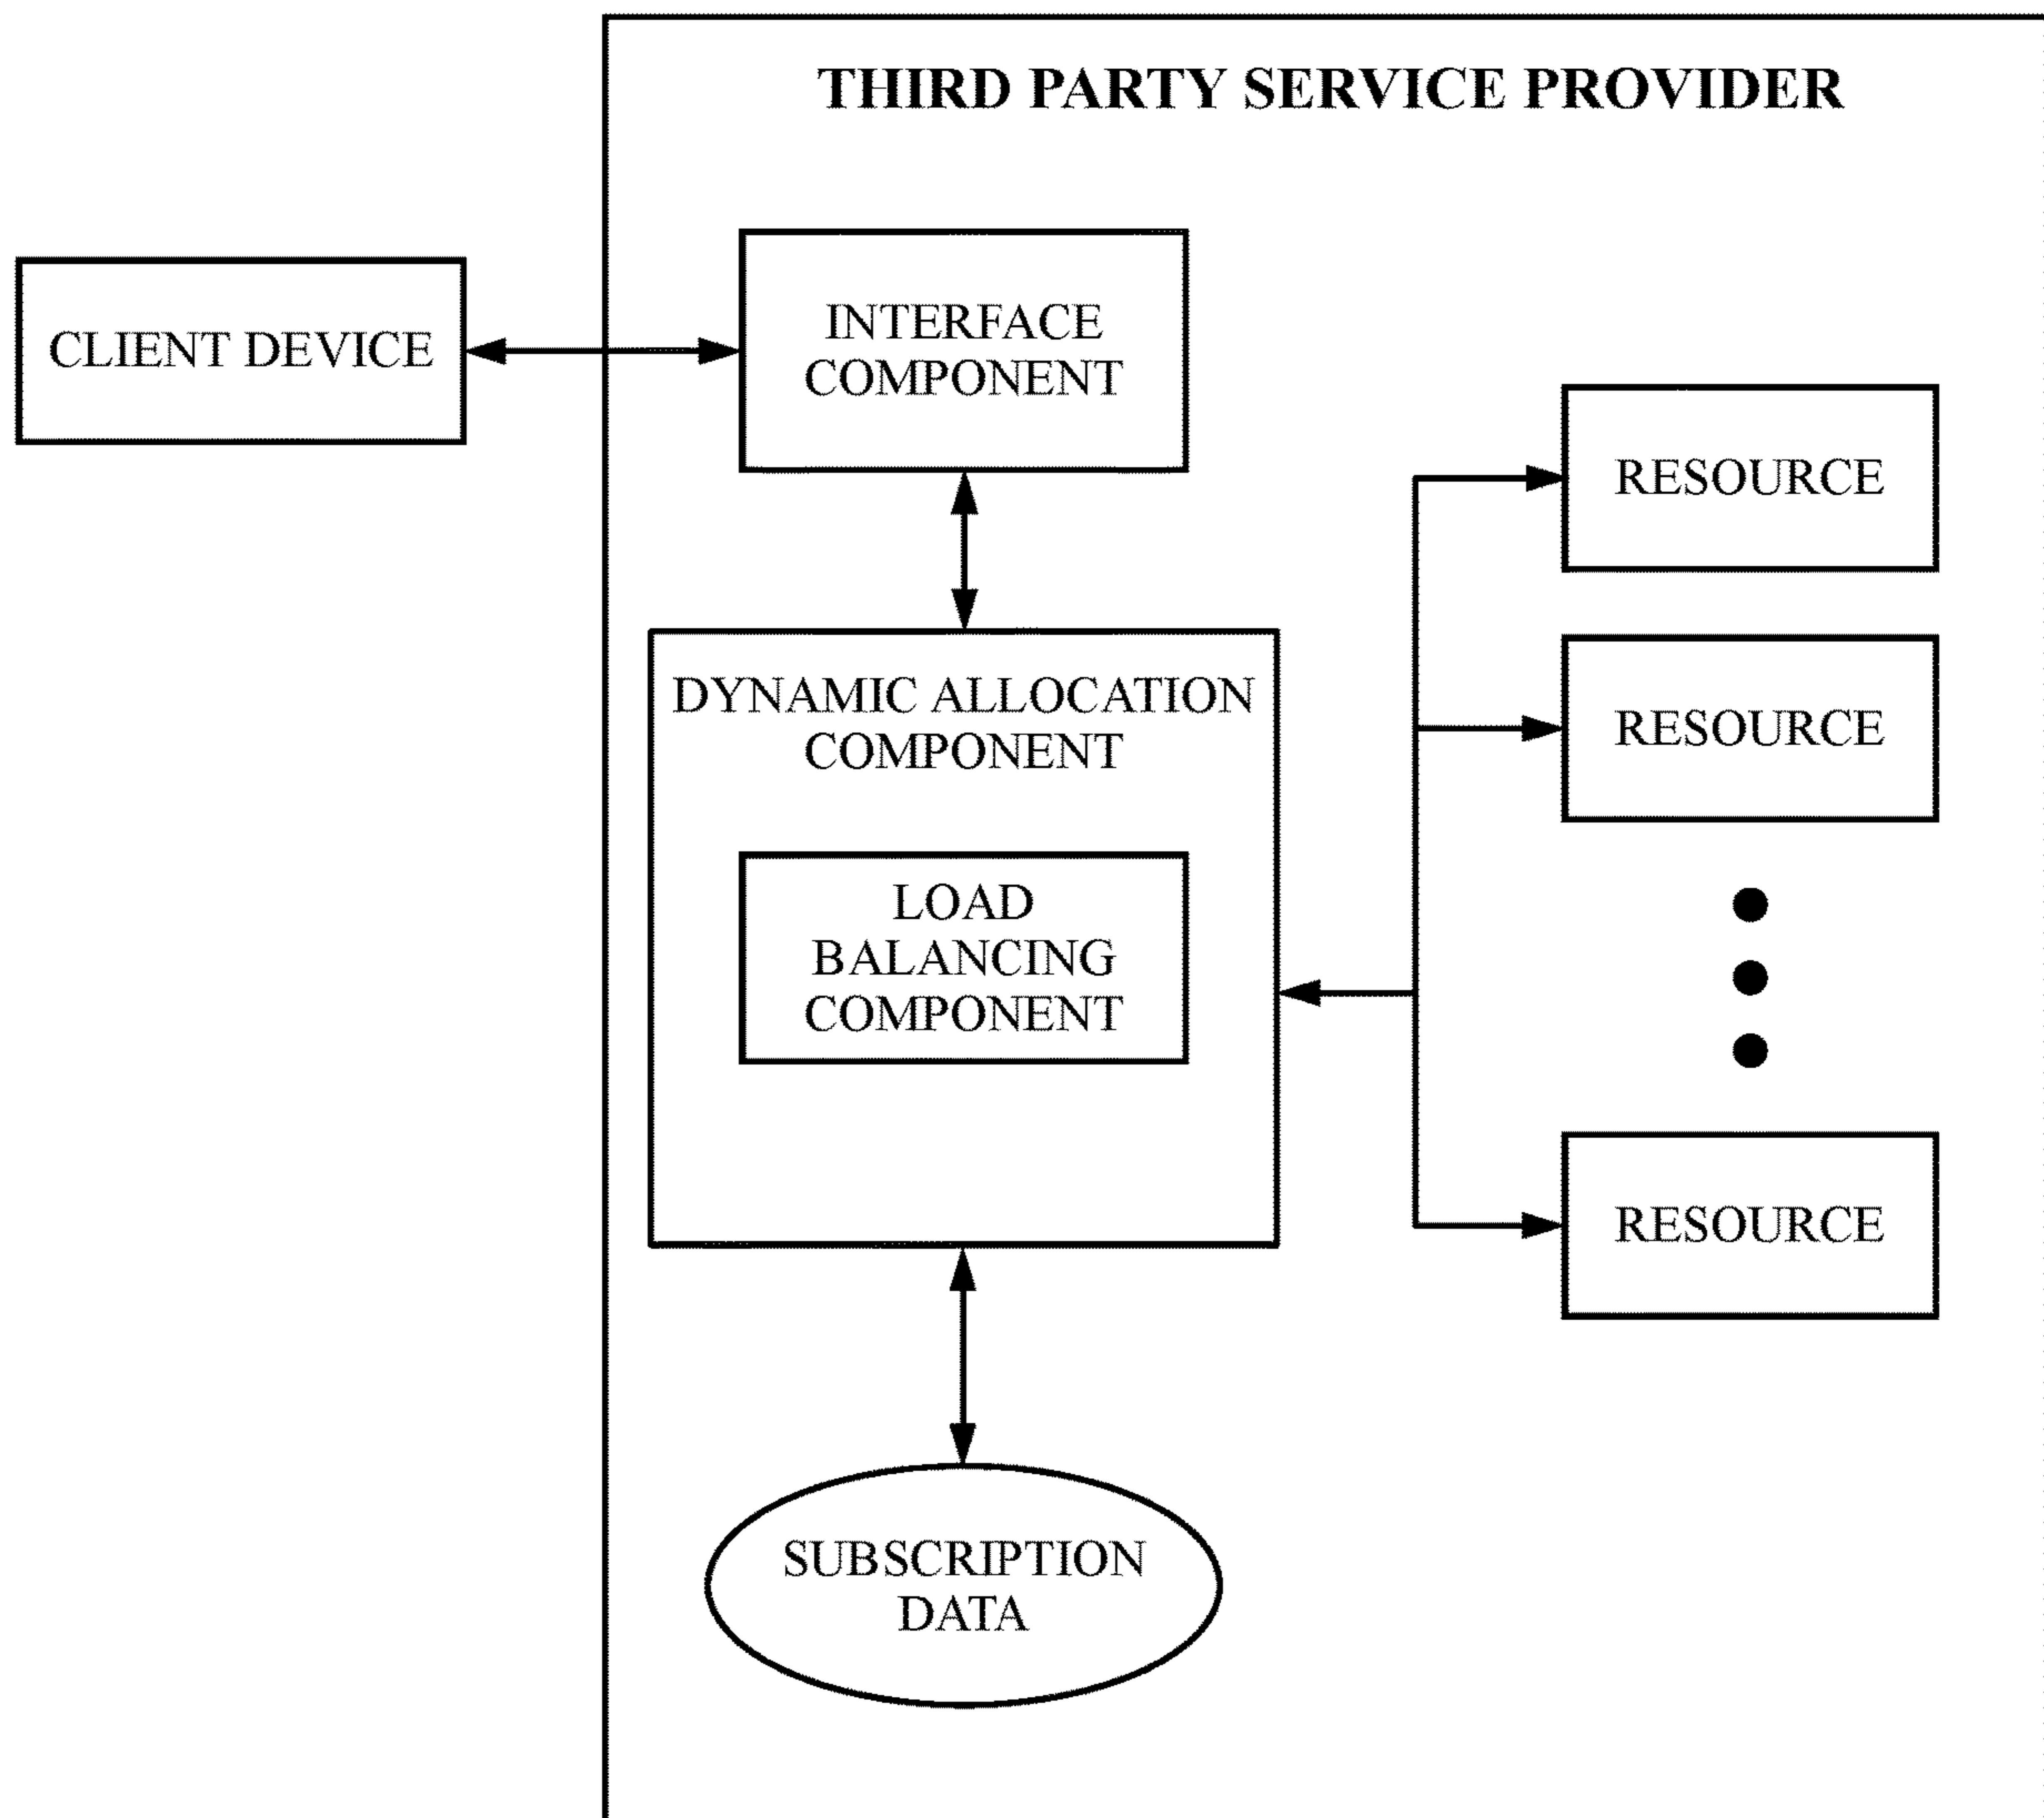 THIRD PARTY SERVICE PROVIDER
CLIENT DEVICE
INTERFACE
COMPONENT
RESOURCE
DYNAMIC ALLOCATION
COMPONENT
RESOURCE
LOAD
BALANCING
COMPONENT
RESOURCE
SUBSCRIPTION
DATA